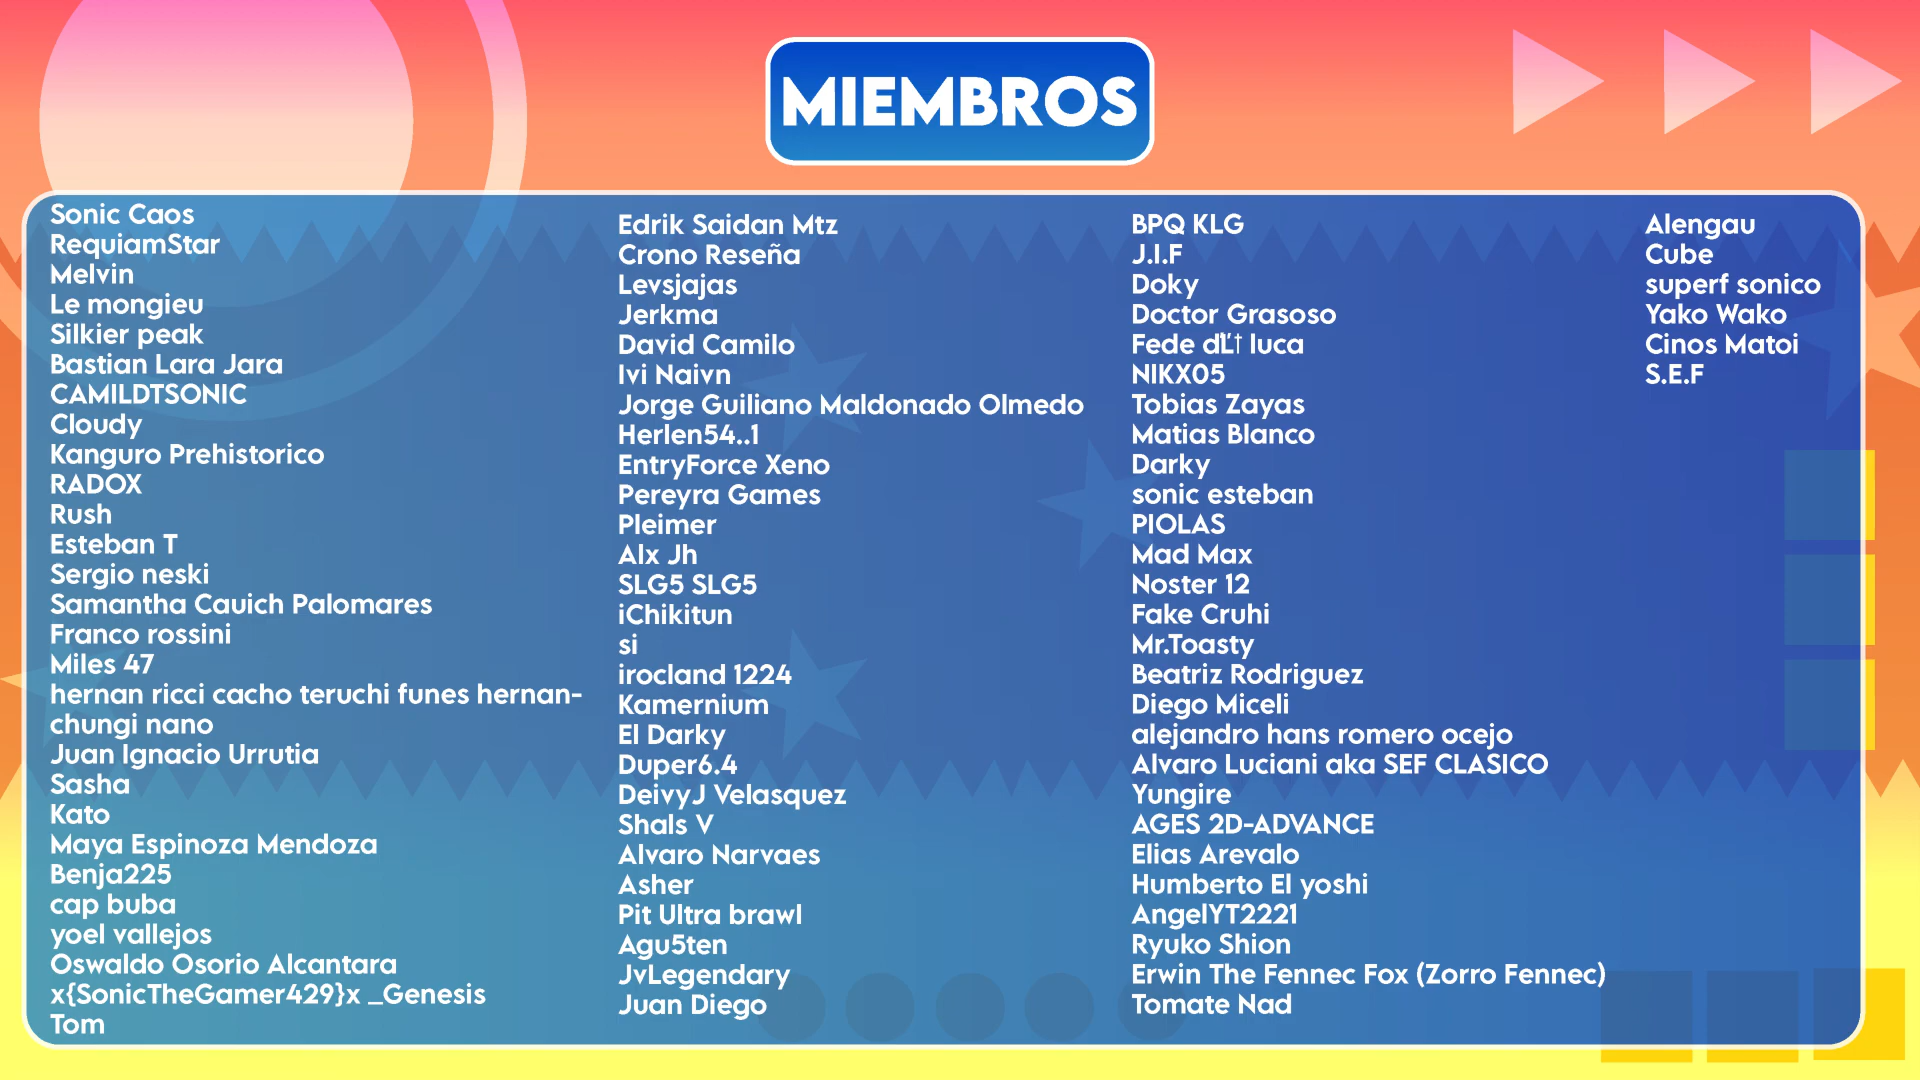 MIEMBROS
Sonic Caos
RequiamStar
Melvin
Le mongieu
Silkier peak
Bastian Lara Jara
CAMILDTSONIC
Cloudy
Kanguro Prehistorico
RADOX
Rush
Esteban T
Sergio neski
Samantha Cauich Palomares
Franco rossini
Miles 47
hernan ricci cacho teruchi funes hernan-
chungi nano
Juan Ignacio Urrutia
Sasha
Kato
Maya Espinoza Mendoza
Benja225
cap buba
yoel vallejos
Oswaldo Osorio Alcantara
x{SonicTheGamer429}x _Genesis
Tom
Edrik Saidan Mtz
Crono Reseña
Levsjajas
Jerkma
David Camilo
Ivi Naivn
Jorge Guiliano Maldonado Olmedo
Herlen54..1
EntryForce Xeno
Pereyra Games
Pleimer
Alx Jh
SLG5 SLG5
iChikitun
si
irocland 1224
Kamernium
El Darky
Duper6.4
DeivyJ Velasquez
Shals V
Alvaro Narvaes
Asher
Pit Ultra brawl
Agu5ten
JvLegendary
Juan Diego
BPQ KLG
J.I.F
Doky
Doctor Grasoso
Fede luca
NIKX05
Tobias Zayas
Matias Blanco
Darky
sonic esteban
PIOLAS
Mad Max
Noster 12
Fake Cruhi
Mr.Toasty
Beatriz Rodriguez
Diego Miceli
alejandro hans romero ocejo
Alvaro Luciani aka SEF CLASICO
Yungire
AGES 2D-ADVANCE
Elias Arevalo
Humberto El yoshi
AngelYT2221
Ryuko Shion
Erwin The Fennec Fox (Zorro Fennec)
Tomate Nad
Alengau
Cube
superf sonico
Yako Wako
Cinos Matoi
S.E.F